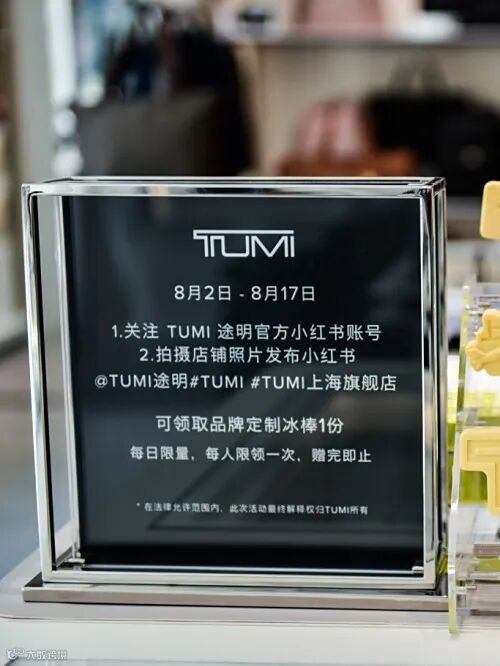 TUMI
8月2日 - 8月17日
1.关注 TUMI 途明官方小红书账号
2.拍摄店铺照片发布小红书
@TUMI途明#TUMI #TUMI上海旗舰店
可领取品牌定制冰棒1份
每日限量，每人限领一次，赠完即止
* 在法律允许范围内，此次活动最终解释权归TUMI所有
大数跨境